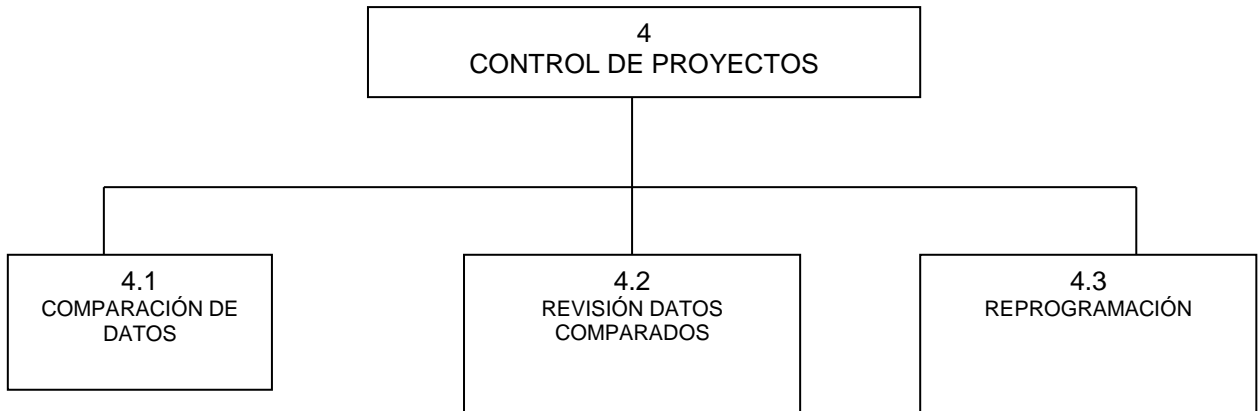 4
CONTROL DE PROYECTOS
4.1
COMPARACIÓN DE
DATOS
4.2
REVISIÓN DATOS
COMPARADOS
4.3
REPROGRAMACIÓN